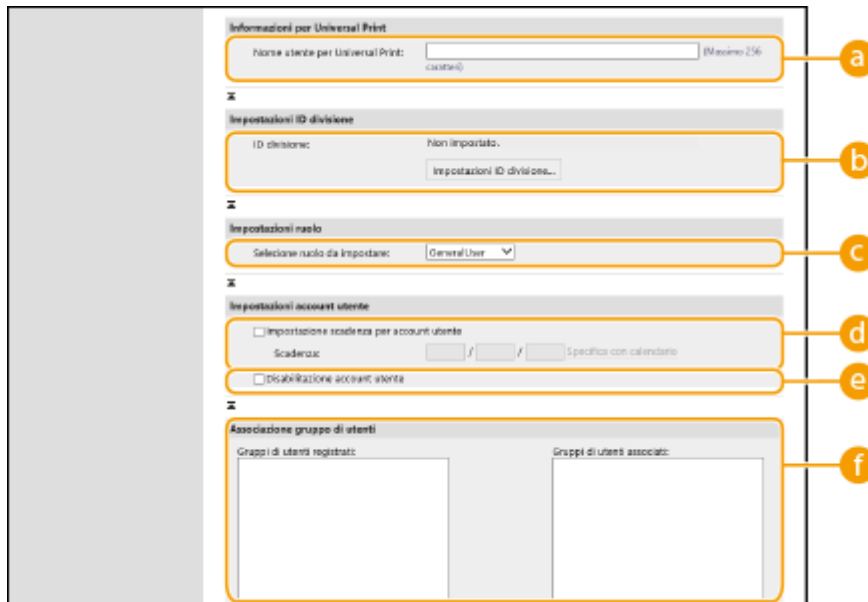 Informazioni per Universal Print
Nome utente per Universal Print: (Massimo 256
caratteri)
a
Impostazioni ID divisione
ID divisione: Non impostato.
b
Impostazioni ID divisione...
Impostazioni ruolo
Selezione ruolo da impostare: GeneralUser
c
Impostazioni account utente
Impostazione scadenza per account utente
d
Scadenza: / / Specifica con calendario
Disabilitazione account utente
e
Associazione gruppo di utenti
Gruppi di utenti registrati: Gruppi di utenti associati:
f